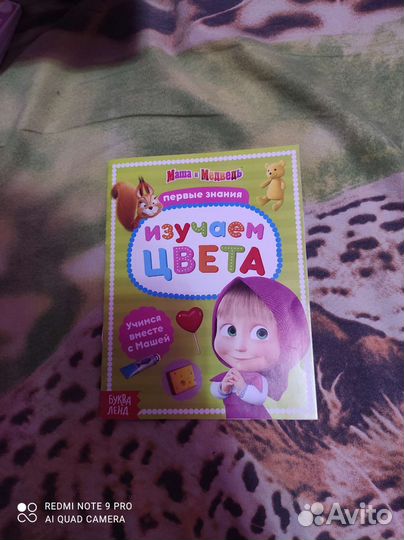 Маша и Медведь
первые знания
изучаем
ЦВЕТА
Учимся
вместе
с Машей
БУКВА
ЛЕНД
REDMI NOTE 9 PRO
AI QUAD CAMERA
Avito